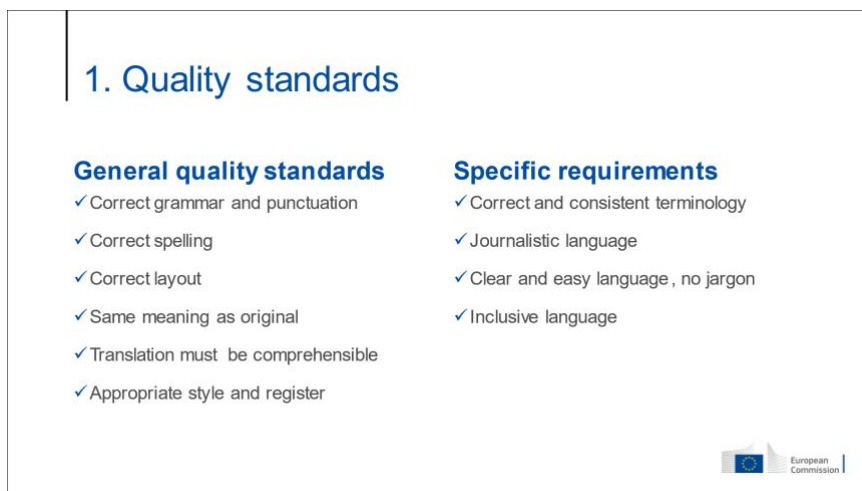 1. Quality standards
General quality standards
✓Correct grammar and punctuation
✓Correct spelling
✓Correct layout
✓Same meaning as original
✓Translation must be comprehensible
✓Appropriate style and register
Specific requirements
✓Correct and consistent terminology
✓Journalistic language
✓Clear and easy language, no jargon
✓Inclusive language
European
Commission